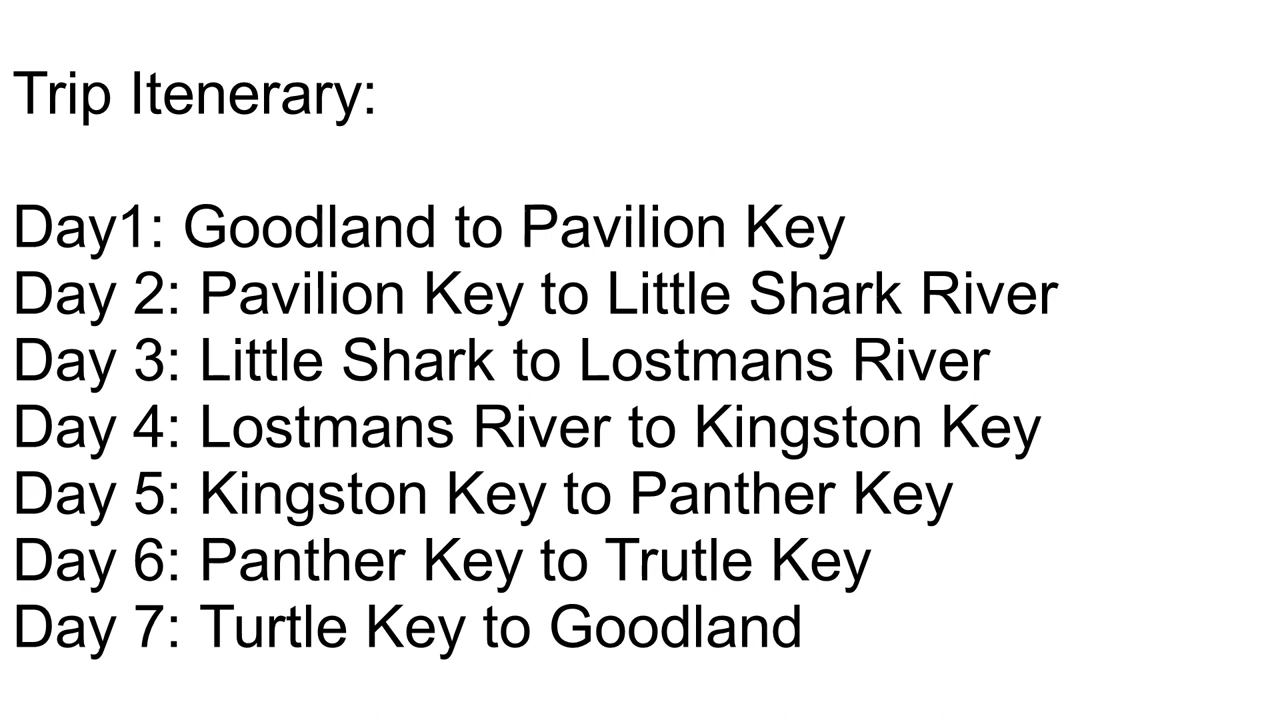 Trip Itenerary:
Day1: Goodland to Pavilion Key
Day 2: Pavilion Key to Little Shark River
Day 3: Little Shark to Lostmans River
Day 4: Lostmans River to Kingston Key
Day 5: Kingston Key to Panther Key
Day 6: Panther Key to Trutle Key
Day 7: Turtle Key to Goodland